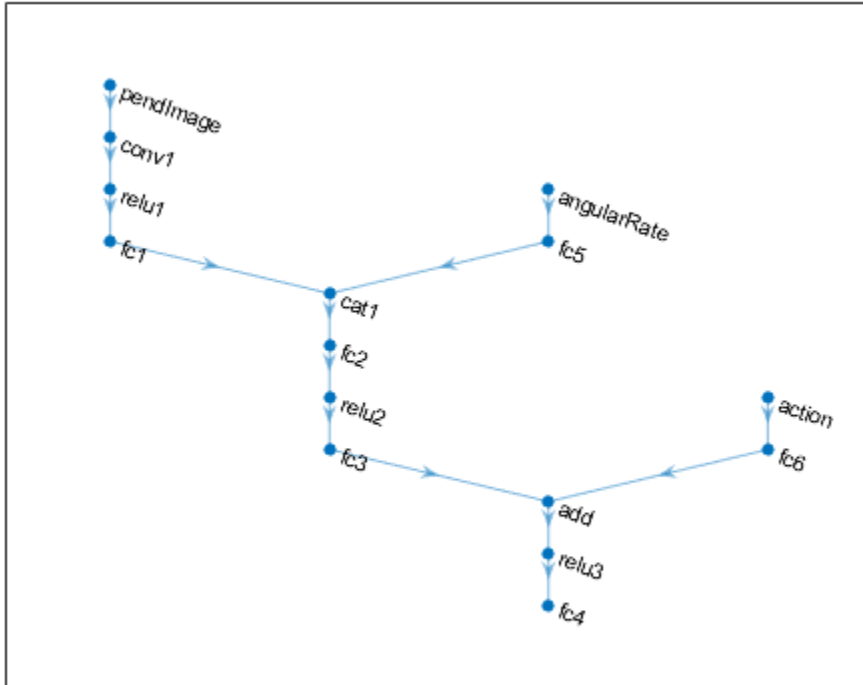 pendImage
conv1
relu1
angularRate
fc1
fc5
cat1
fc2
relu2
action
fc3
fc6
add
relu3
fc4